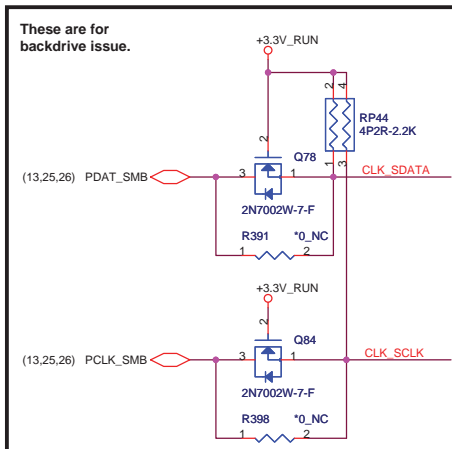 These are for
backdrive issue.
+3.3V_RUN
2 4
RP44
4P2R-2.2K
1 3
2
Q78
(13,25,26) PDAT_SMB 3 1 CLK_SDATA
2N7002W-7-F
R391 *0_NC
1 2
+3.3V_RUN
2
Q84
(13,25,26) PCLK_SMB 3 1 CLK_SCLK
2N7002W-7-F
R398 *0_NC
1 2